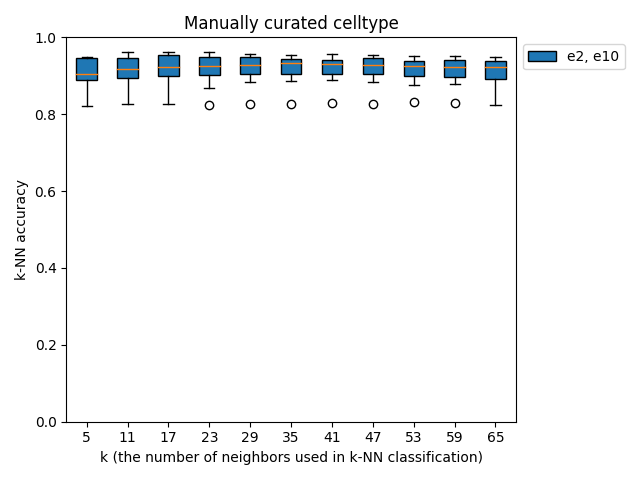 Manually curated celltype
1.0
0.8
0.6
0.4
0.2
0.0
k-NN accuracy
5 11 17 23 29 35 41 47 53 59 65
k (the number of neighbors used in k-NN classification)
e2, e10